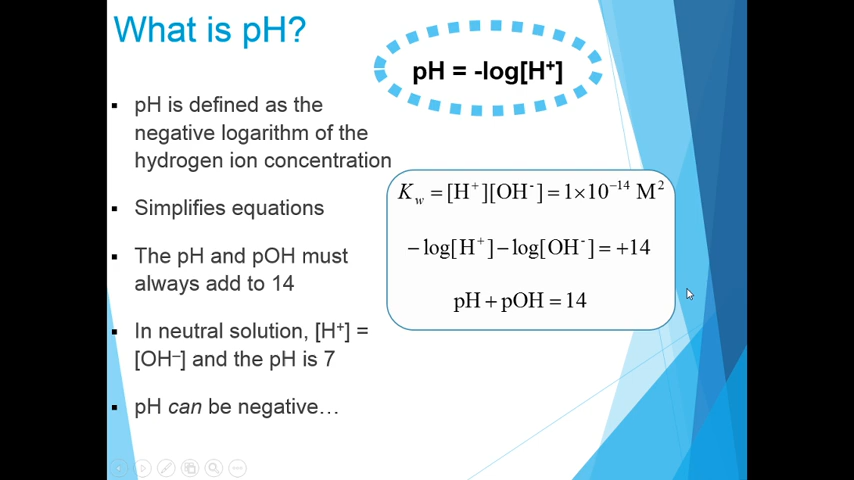 What is pH?
pH = -log[H⁺]
▪ pH is defined as the
negative logarithm of the
hydrogen ion concentration
▪ Simplifies equations
▪ The pH and pOH must
always add to 14
▪ In neutral solution, [H⁺] =
[OH⁻] and the pH is 7
▪ pH can be negative…
K_w = [H⁺][OH⁻] = 1×10⁻¹⁴ M²
−log[H⁺]−log[OH⁻] = +14
pH + pOH = 14